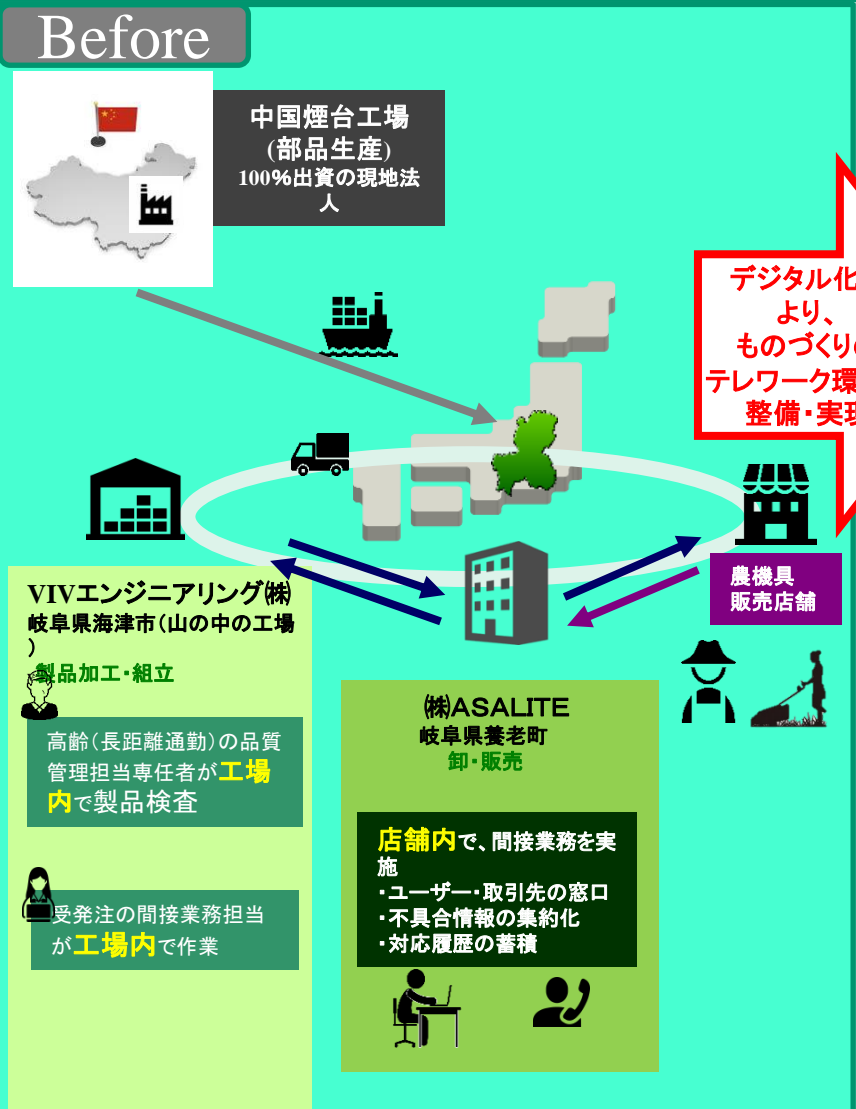 Before
中国煙台工場
(部品生産)
100%出資の現地法
人
デジタル化
より、
ものづくり
テレワーク環
整備・実現
VIVエンジニアリング㈱
岐阜県海津市(山の中の工場
)
製品加工・組立
高齢(長距離通勤)の品質
管理担当専任者が工場
内で製品検査
受発注の間接業務担当
が工場内で作業
㈱ASALITE
岐阜県養老町
卸・販売
店舗内で、間接業務を実
施
・ユーザー・取引先の窓口
・不具合情報の集約化
・対応履歴の蓄積
農機具
販売店舗